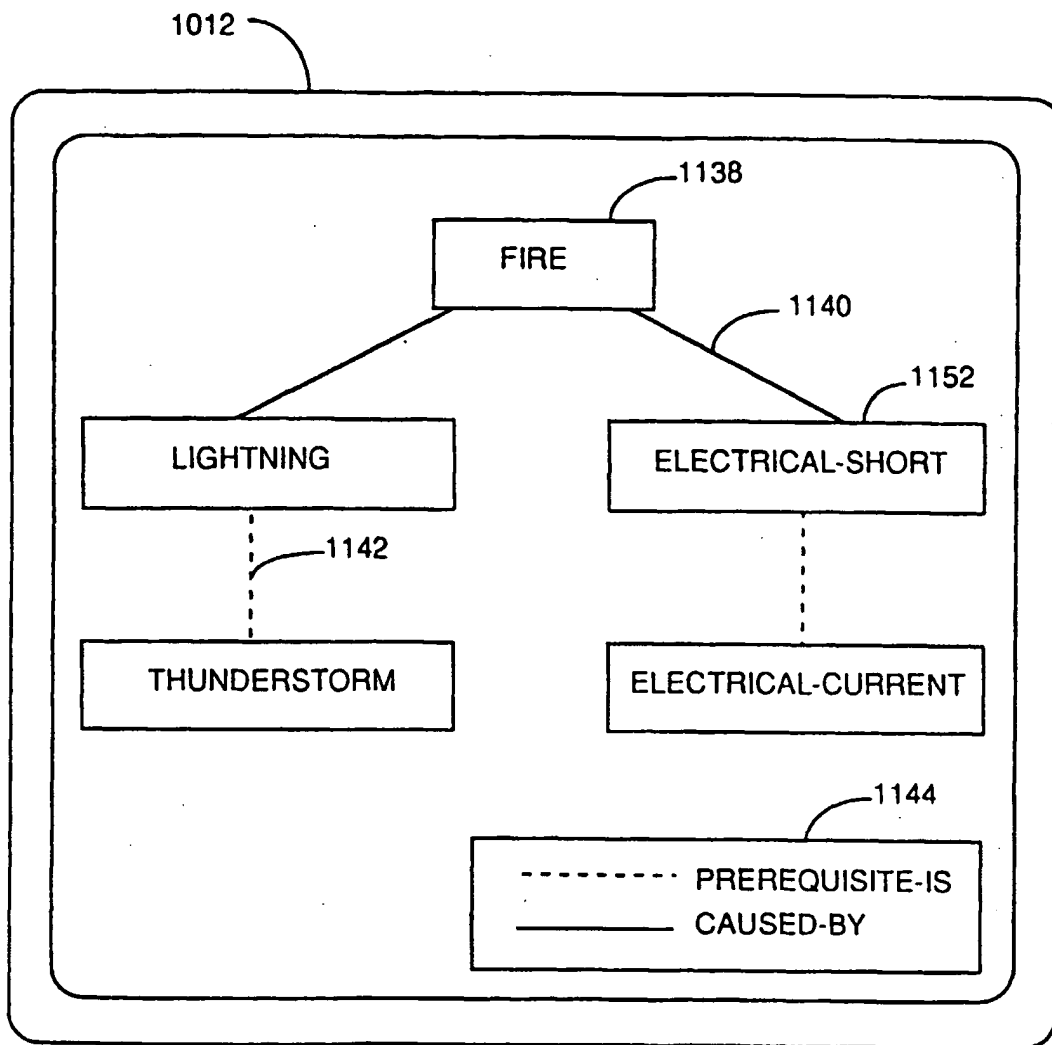 1012
1138
FIRE
1140
1152
LIGHTNING
ELECTRICAL-SHORT
1142
THUNDERSTORM
ELECTRICAL-CURRENT
1144
PREREQUISITE-IS
CAUSED-BY